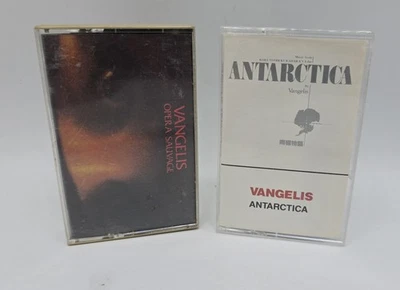 VANGELIS
OPERA SAUVAGE
ANTARCTICA
Vangelis
VANGELIS
ANTARCTICA